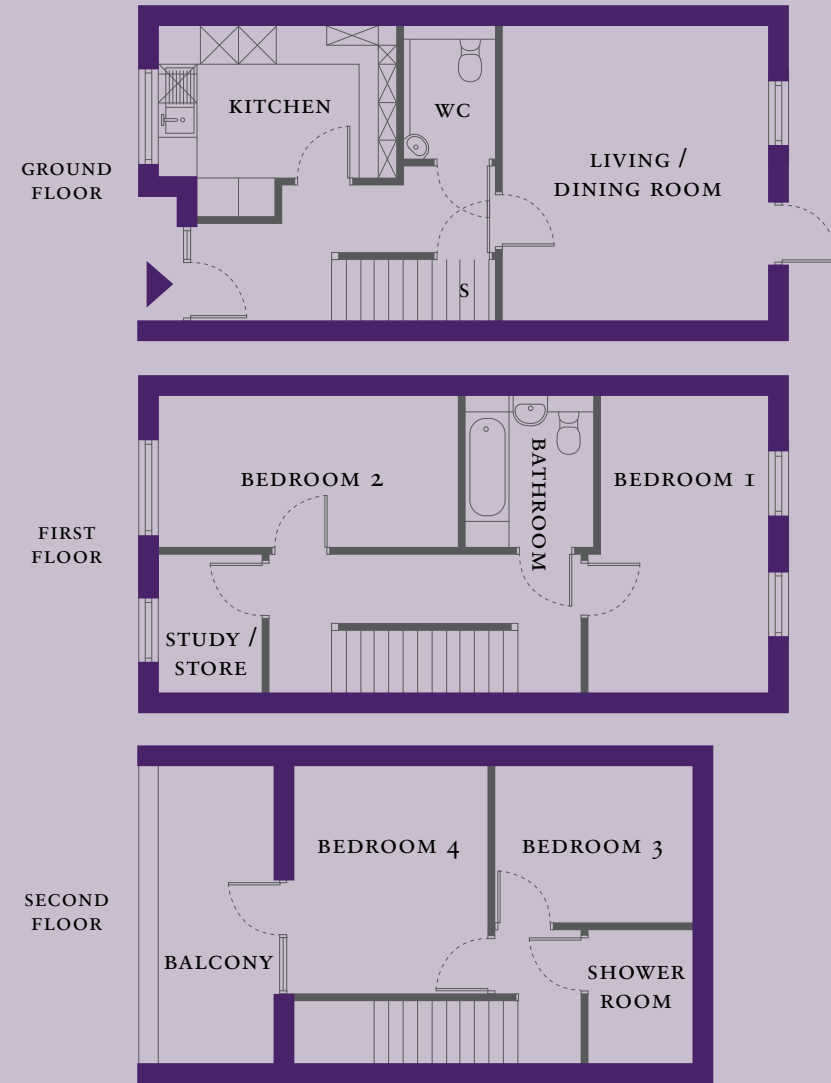 GROUND
FLOOR
KITCHEN
WC
LIVING /
DINING ROOM
S
FIRST
FLOOR
BEDROOM 2
BATHROOM
BEDROOM 1
STUDY /
STORE
SECOND
FLOOR
BEDROOM 4
BEDROOM 3
BALCONY
SHOWER
ROOM